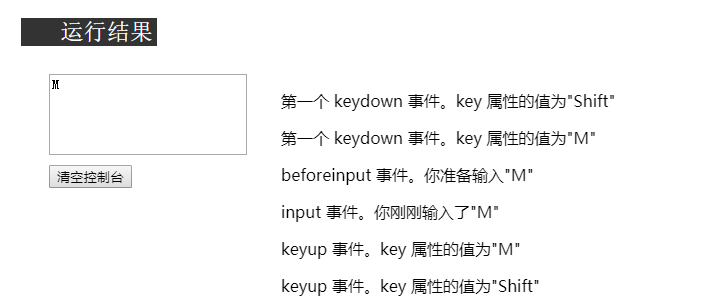 运行结果
M
清空控制台
第一个 keydown 事件。key 属性的值为"Shift"
第一个 keydown 事件。key 属性的值为"M"
beforeinput 事件。你准备输入"M"
input 事件。你刚刚输入了"M"
keyup 事件。key 属性的值为"M"
keyup 事件。key 属性的值为"Shift"